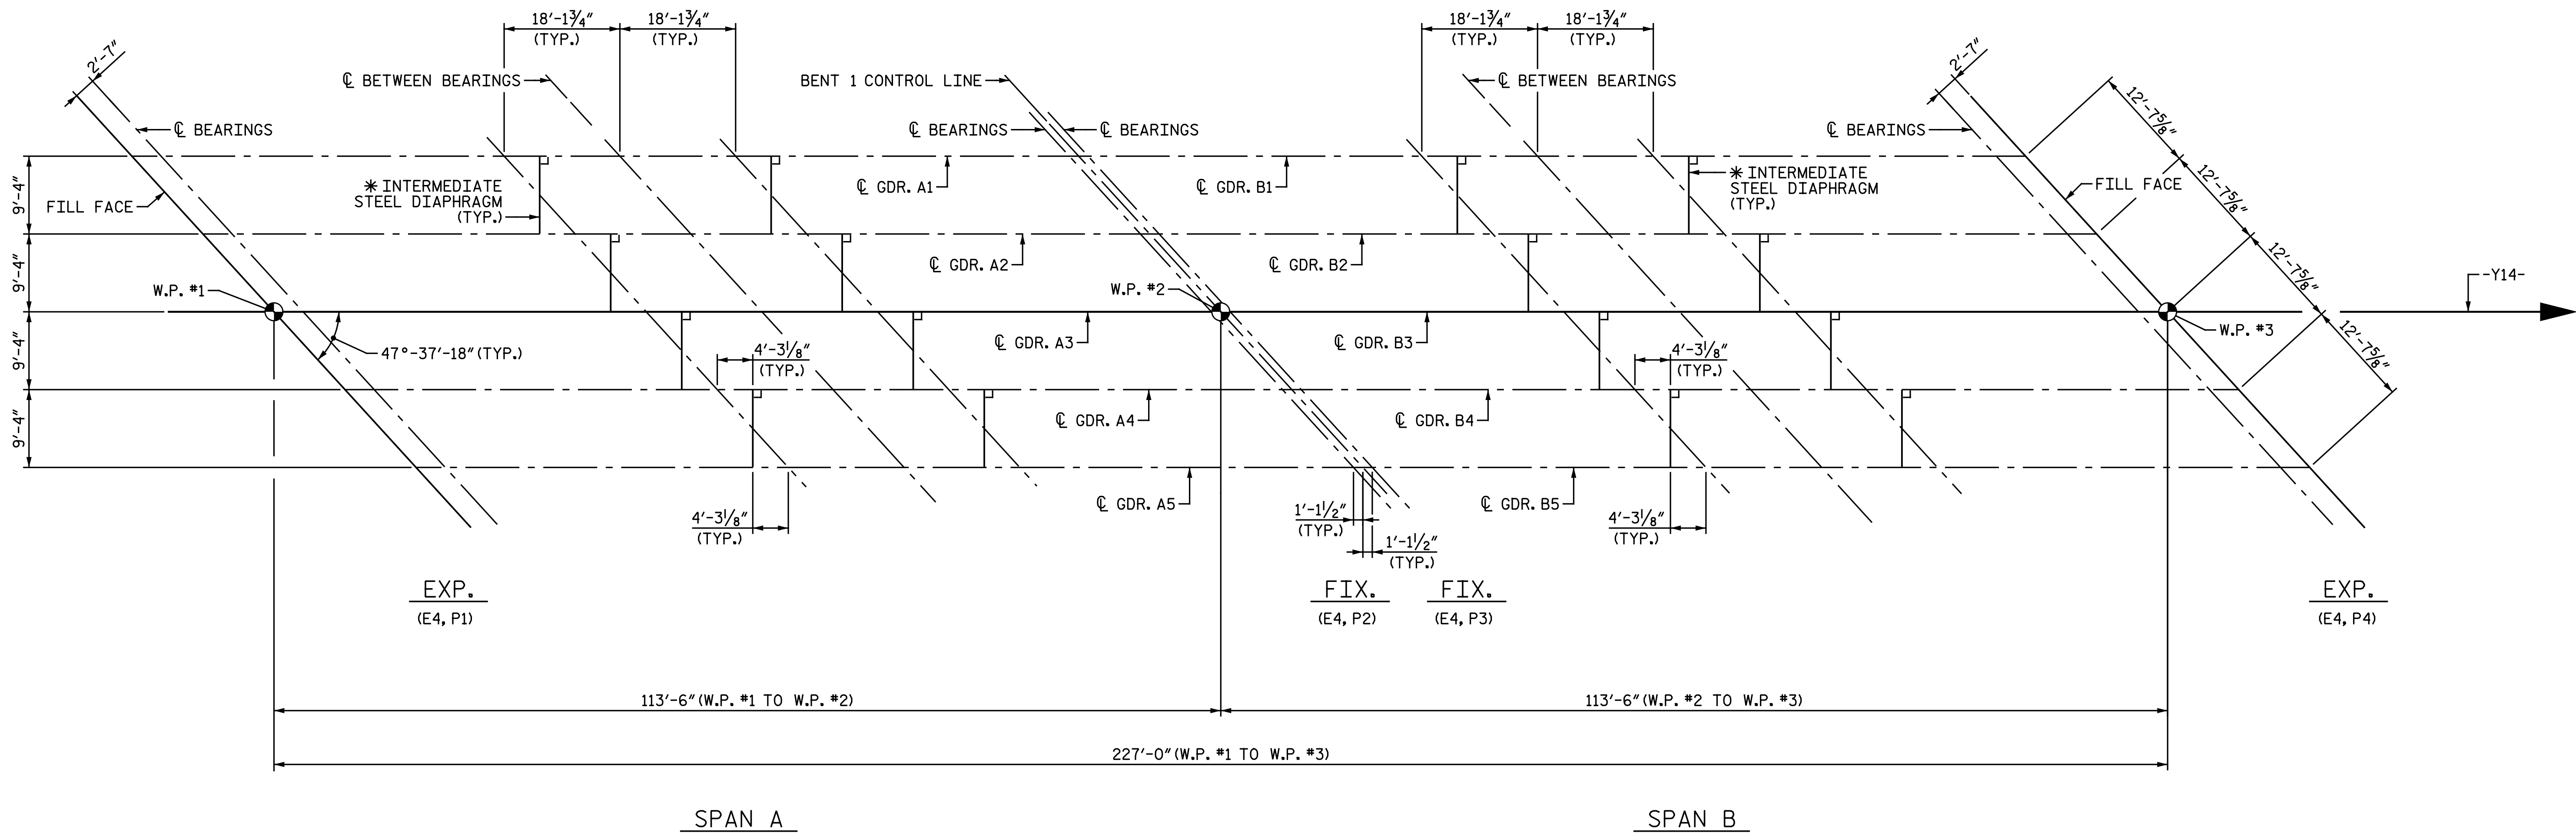 18'-1¾" 18'-1¾" 18'-1¾" 18'-1¾"
(TYP.) (TYP.) (TYP.) (TYP.)
2'-7" 2'-7"
℄ BETWEEN BEARINGS BENT 1 CONTROL LINE ℄ BETWEEN BEARINGS
12'-7⅝"
℄ BEARINGS ℄ BEARINGS ℄ BEARINGS ℄ BEARINGS
12'-7⅝"
12'-7⅝"
12'-7⅝"
9'-4"
9'-4"
9'-4"
9'-4"
FILL FACE
* INTERMEDIATE
STEEL DIAPHRAGM
(TYP.)
℄ GDR. A1 ℄ GDR. B1
* INTERMEDIATE
STEEL DIAPHRAGM
(TYP.)
FILL FACE
℄ GDR. A2 ℄ GDR. B2
W.P. #1 W.P. #2 W.P. #3
-Y14-
47°-37'-18" (TYP.)
℄ GDR. A3 ℄ GDR. B3
4'-3⅛" 4'-3⅛"
(TYP.) (TYP.)
℄ GDR. A4 ℄ GDR. B4
℄ GDR. A5 ℄ GDR. B5
4'-3⅛" 1'-1½" 4'-3⅛"
(TYP.) (TYP.) (TYP.)
1'-1½"
(TYP.)
EXP. FIX. FIX. EXP.
(E4, P1) (E4, P2) (E4, P3) (E4, P4)
113'-6" (W.P. #1 TO W.P. #2) 113'-6" (W.P. #2 TO W.P. #3)
227'-0" (W.P. #1 TO W.P. #3)
SPAN A SPAN B